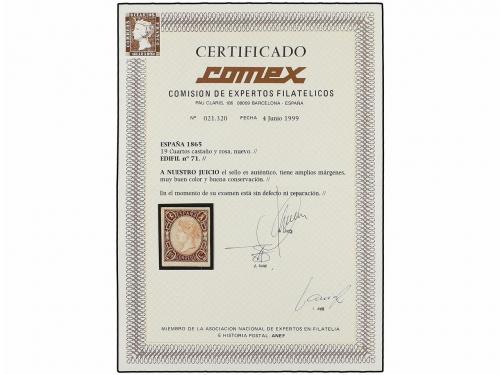 CERTIFICADO
comex
COMISION DE EXPERTOS FILATELICOS
PAU CLARIS, 106 08009 BARCELONA - ESPAÑA
Nº 021.320 FECHA 4 Junio 1999
ESPAÑA 1865
19 Cuartos castaño y rosa, nuevo. //
EDIFIL nº 71. //
A NUESTRO JUICIO el sello es auténtico, tiene amplios márgenes,
muy buen color y buena conservación. //
En el momento de su examen está sin defecto ni reparación. //
ESPAÑA
MIEMBRO DE LA ASOCIACION NACIONAL DE EXPERTOS EN FILATELIA
E HISTORIA POSTAL. ANEF